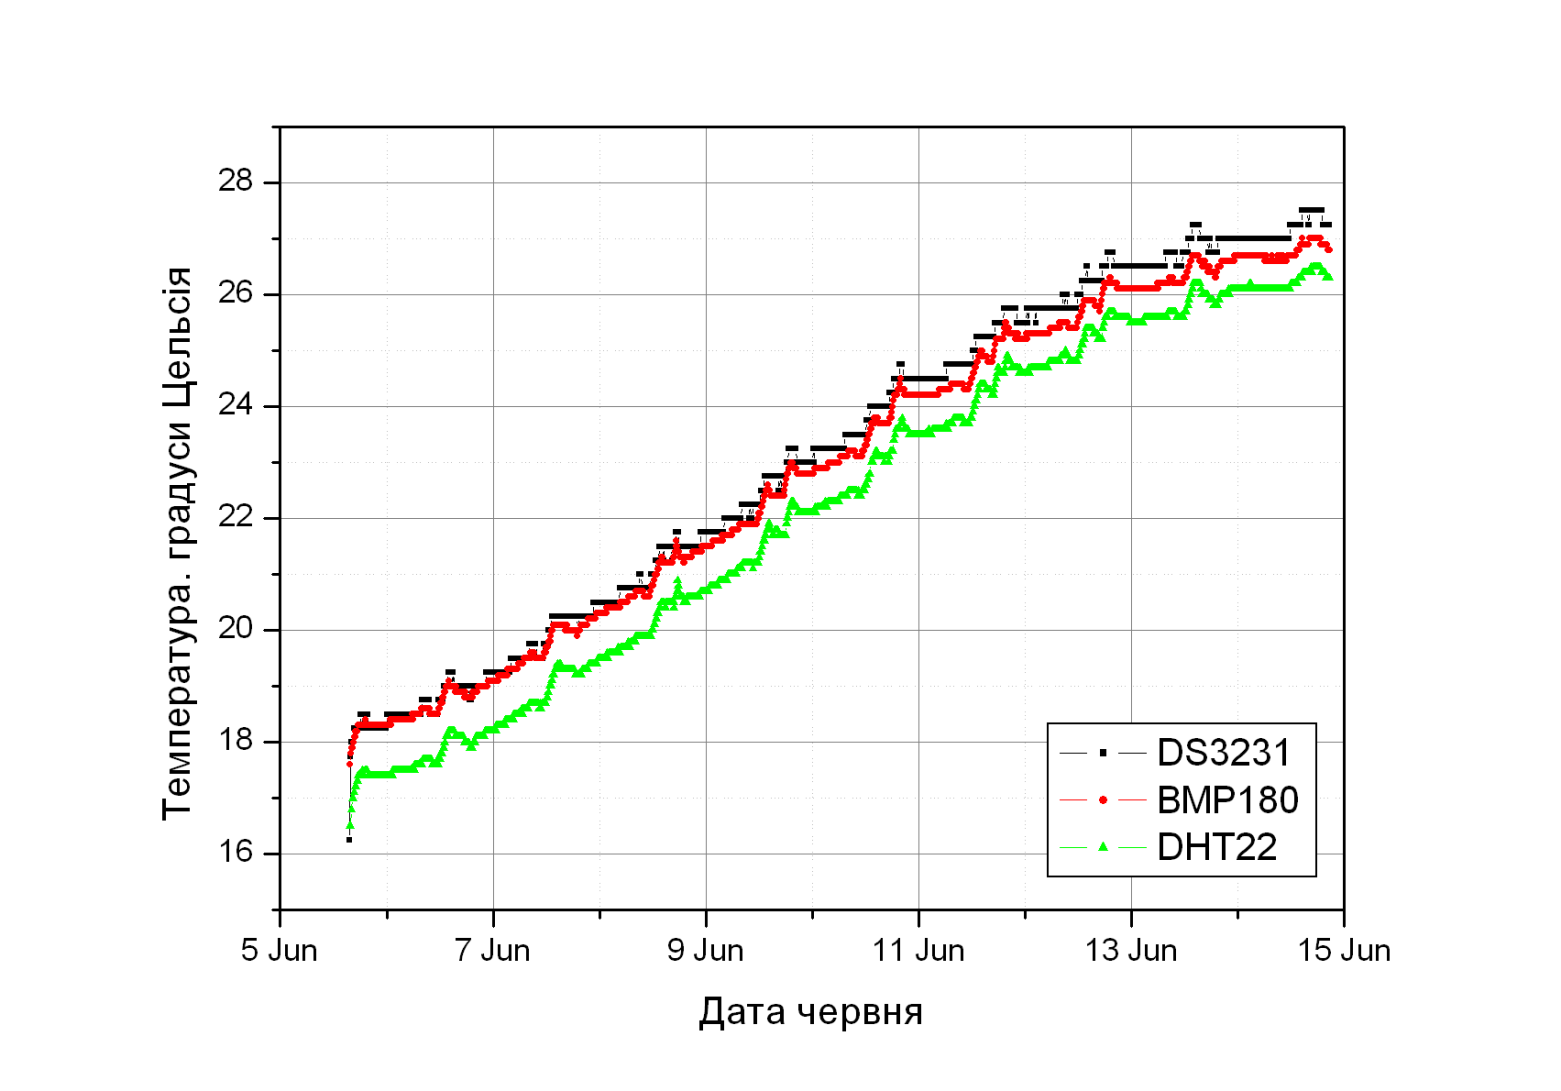 28
26
24
22
20
18
16
Температура. градуси Цельсія
DS3231
BMP180
DHT22
5 Jun
7 Jun
9 Jun
11 Jun
13 Jun
15 Jun
Дата червня